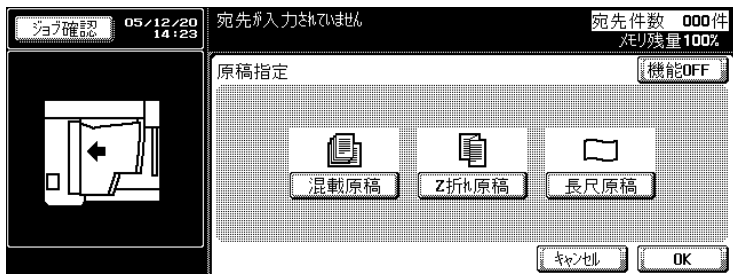 ジョブ確認
05/12/20
14:23
宛先が入力されていません
宛先件数 000件
メモリ残量100%
原稿指定
機能OFF
混載原稿
Z折れ原稿
長尺原稿
キャンセル
OK